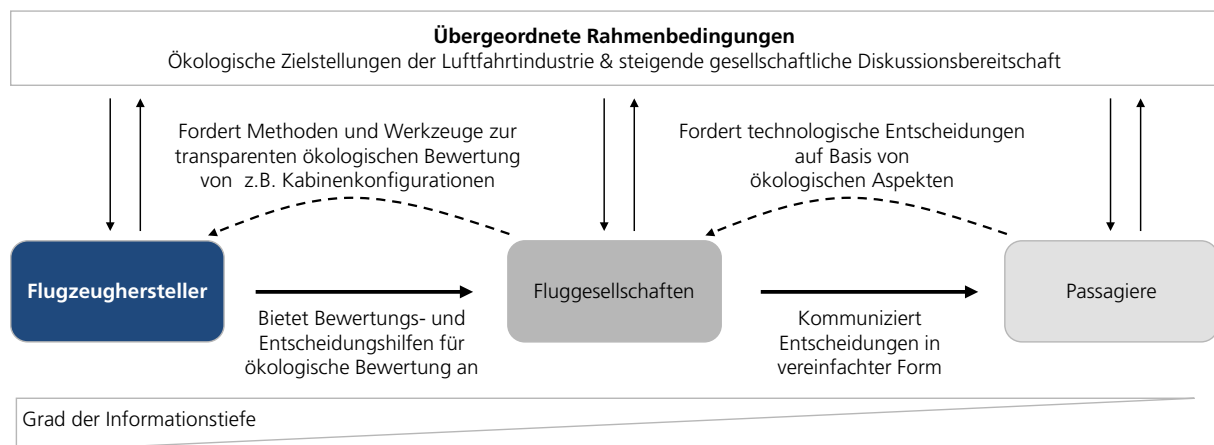 Übergeordnete Rahmenbedingungen
Ökologische Zielstellungen der Luftfahrtindustrie & steigende gesellschaftliche Diskussionsbereitschaft
Fordert Methoden und Werkzeuge zur
transparenten ökologischen Bewertung
von z.B. Kabinenkonfigurationen
Fordert technologische Entscheidungen
auf Basis von
ökologischen Aspekten
Flugzeughersteller
Fluggesellschaften
Passagiere
Bietet Bewertungs- und
Entscheidungshilfen für
ökologische Bewertung an
Kommuniziert
Entscheidungen in
vereinfachter Form
Grad der Informationstiefe